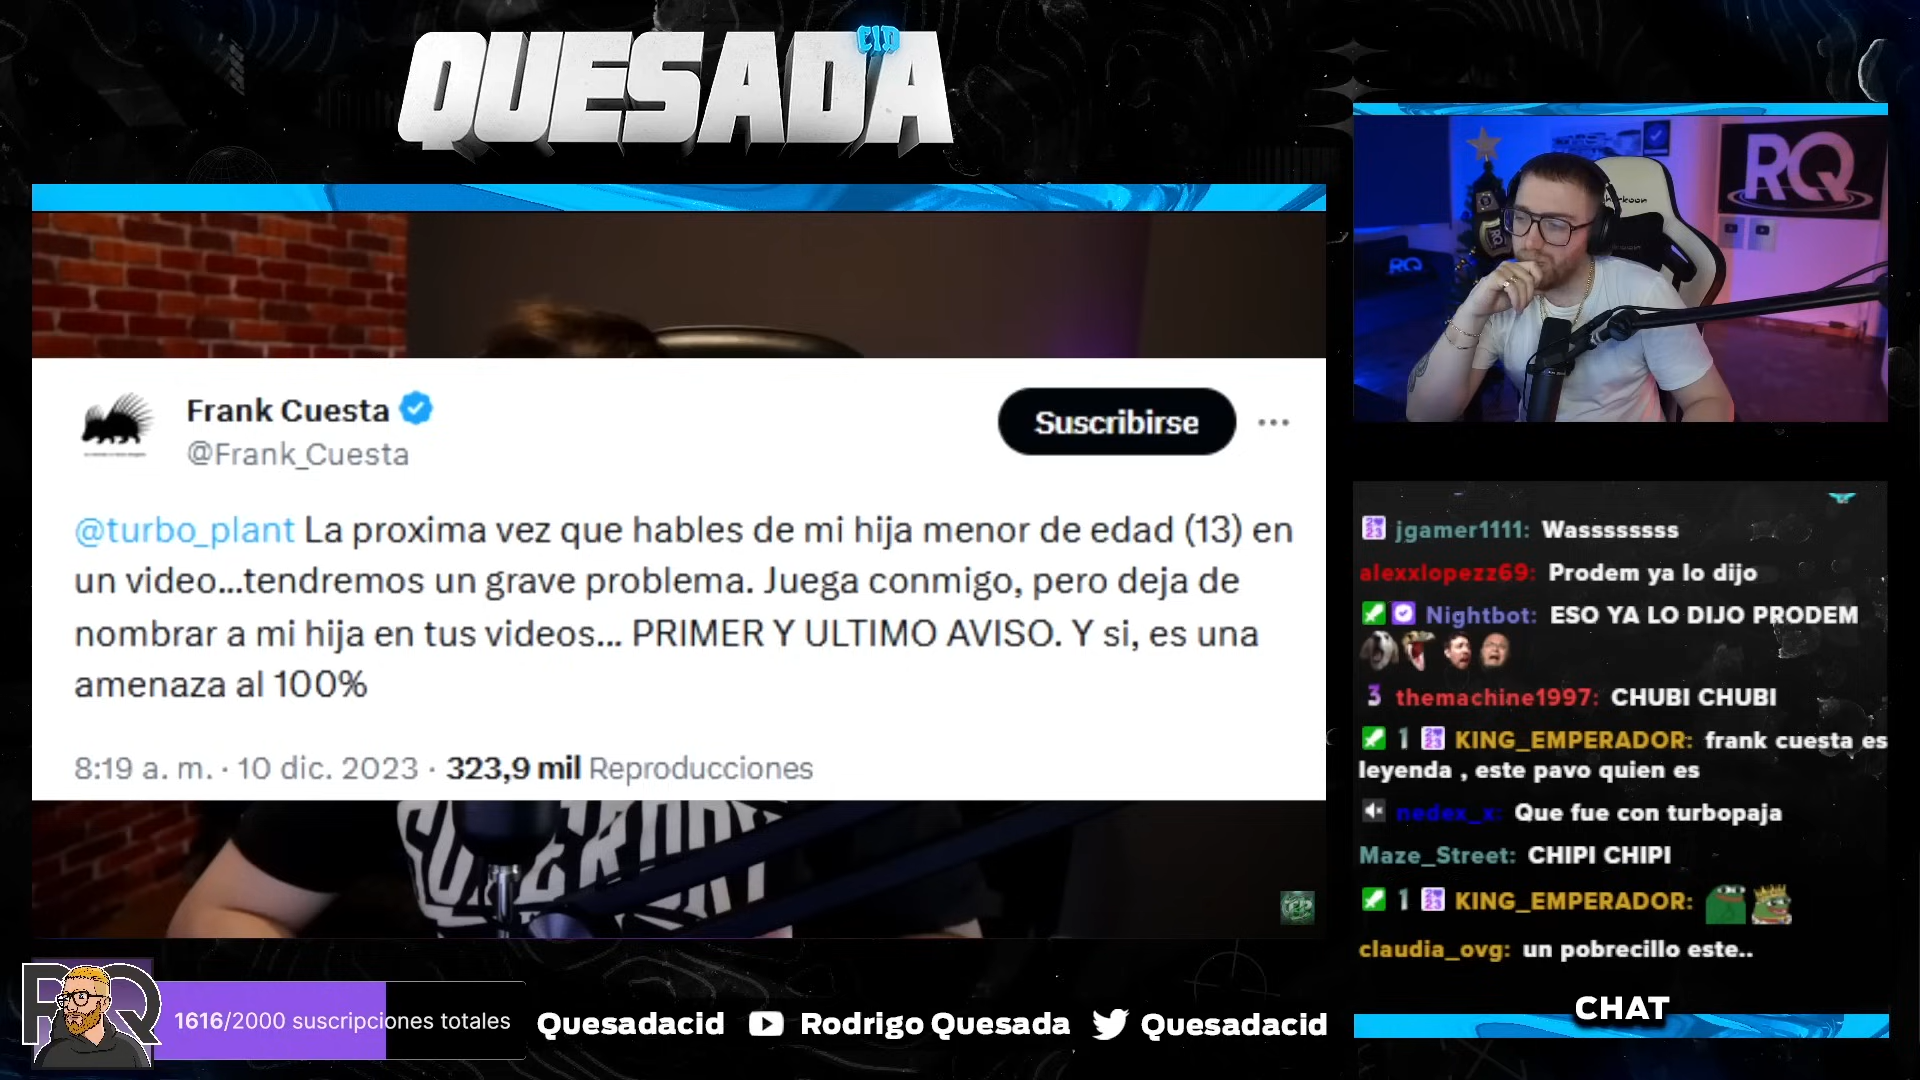 QUESADA
CID
Frank Cuesta
@Frank_Cuesta
Suscribirse
@turbo_plant La proxima vez que hables de mi hija menor de edad (13) en
un video...tendremos un grave problema. Juega conmigo, pero deja de
nombrar a mi hija en tus videos... PRIMER Y ULTIMO AVISO. Y si, es una
amenaza al 100%
8:19 a. m. · 10 dic. 2023 · 323,9 mil Reproducciones
RQ
RQ
jgamer1111: Wasssssssss
alexxlopezz69: Prodem ya lo dijo
Nightbot: ESO YA LO DIJO PRODEM
3 themachine1997: CHUBI CHUBI
1 KING_EMPERADOR: frank cuesta es
leyenda , este pavo quien es
nedex_x: Que fue con turbopaja
Maze_Street: CHIPI CHIPI
1 KING_EMPERADOR:
claudia_ovg: un pobrecillo este..
CHAT
RQ
1616/2000 suscripciones totales
Quesadacid
Rodrigo Quesada
Quesadacid